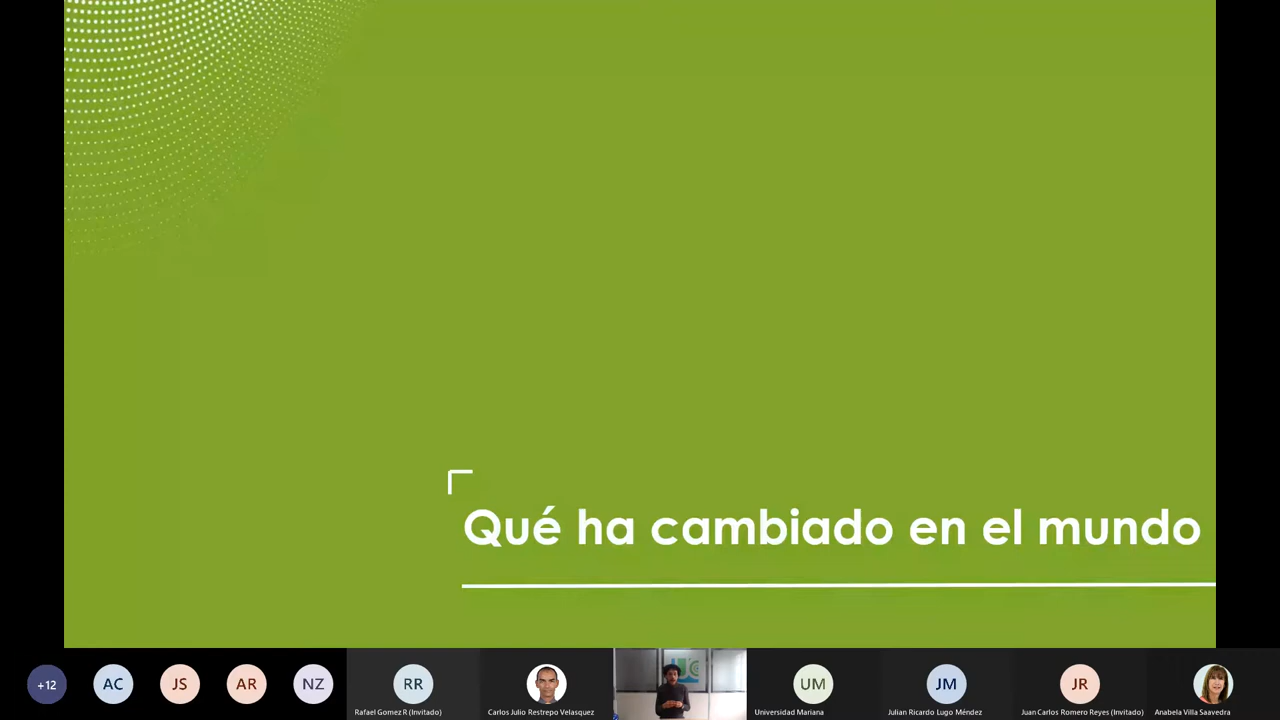 Qué ha cambiado en el mundo
+12
AC
JS
AR
NZ
RR
UM
JM
JR
Rafael Gomez R (Invitado)
Carlos Julio Restrepo Velasquez
Universidad Mariana
Julian Ricardo Lugo Méndez
Juan Carlos Romero Reyes (Invitado)
Anabela Villa Saavedra